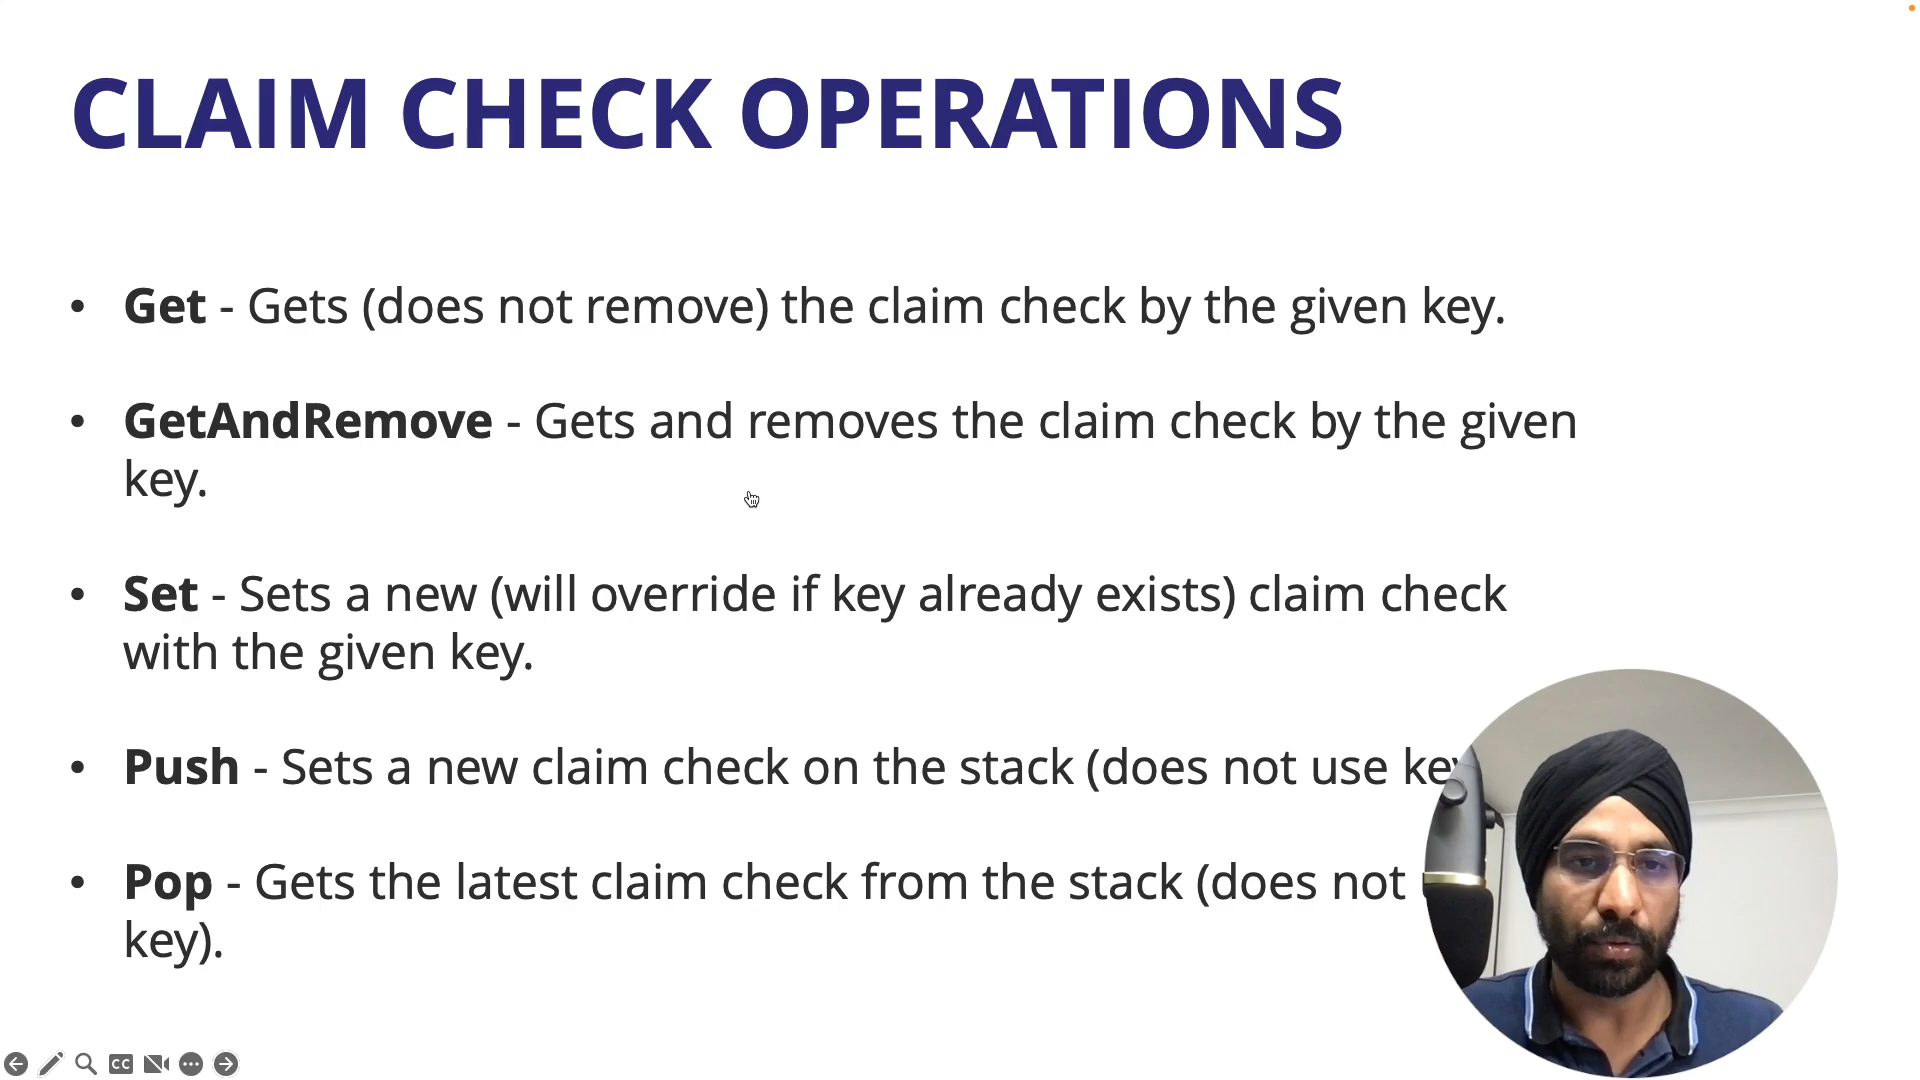 CLAIM CHECK OPERATIONS
• Get - Gets (does not remove) the claim check by the given key.
• GetAndRemove - Gets and removes the claim check by the given
key.
• Set - Sets a new (will override if key already exists) claim check
with the given key.
• Push - Sets a new claim check on the stack (does not use
• Pop - Gets the latest claim check from the stack (does not
key).
CC